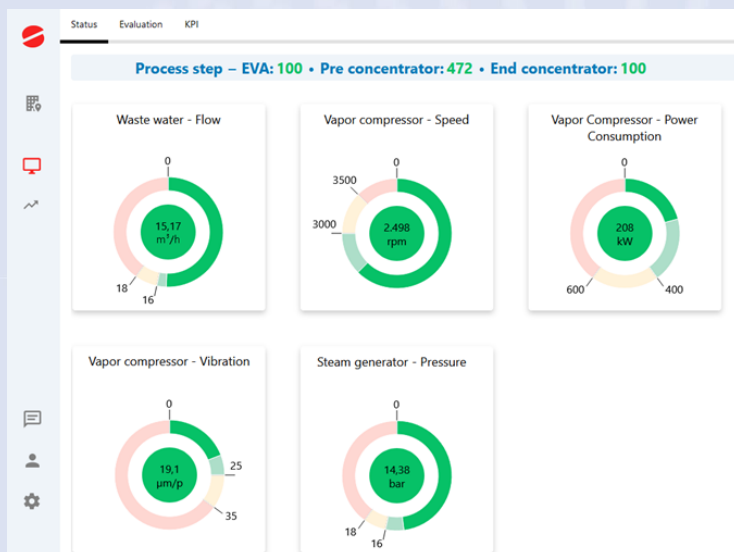 Status Evaluation KPI
Process step – EVA: 100 • Pre concentrator: 472 • End concentrator: 100
Waste water - Flow
0
15,17
m³/h
18
16
Vapor compressor - Speed
0
3500
3000
2.498
rpm
Vapor Compressor - Power
Consumption
0
208
kW
600
400
Vapor compressor - Vibration
0
19,1
µm/p
25
35
Steam generator - Pressure
0
14,38
bar
18
16